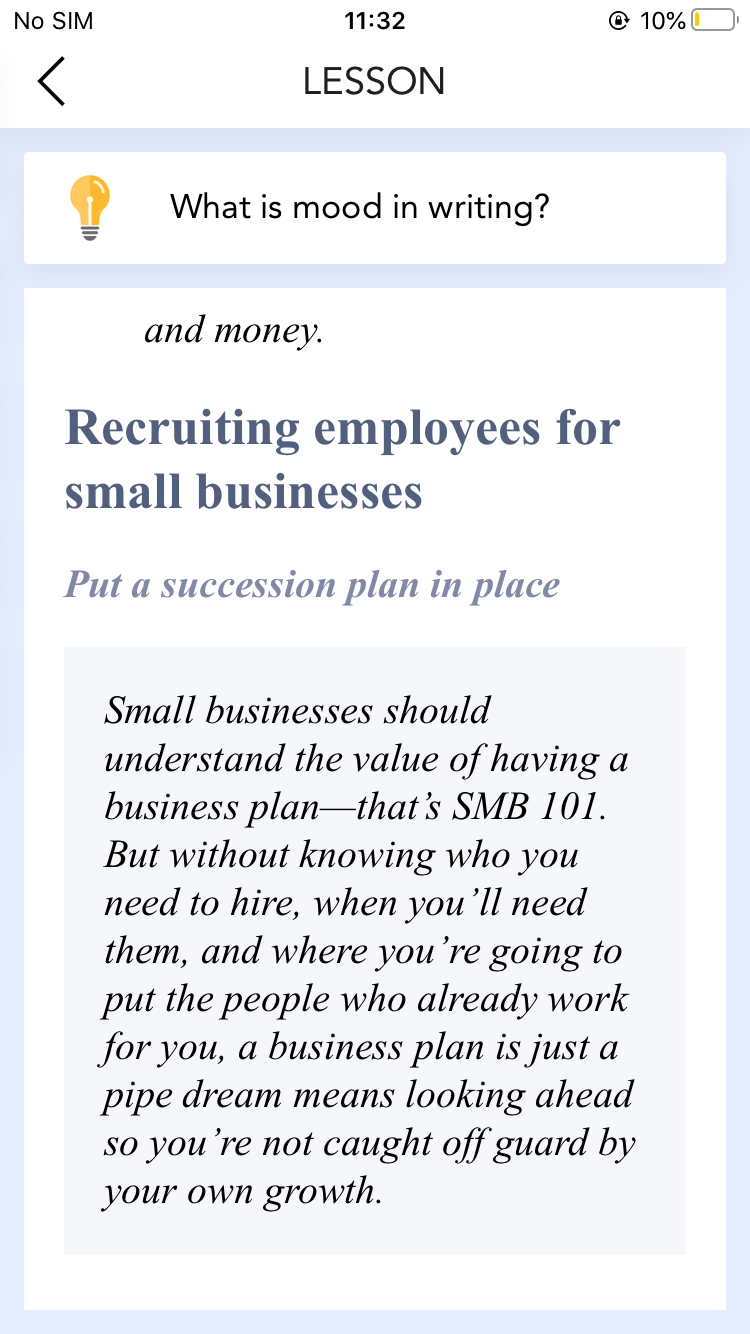 No SIM 11:32 10%
LESSON
What is mood in writing?
and money.
Recruiting employees for
small businesses
Put a succession plan in place
Small businesses should
understand the value of having a
business plan—that’s SMB 101.
But without knowing who you
need to hire, when you’ll need
them, and where you’re going to
put the people who already work
for you, a business plan is just a
pipe dream means looking ahead
so you’re not caught off guard by
your own growth.